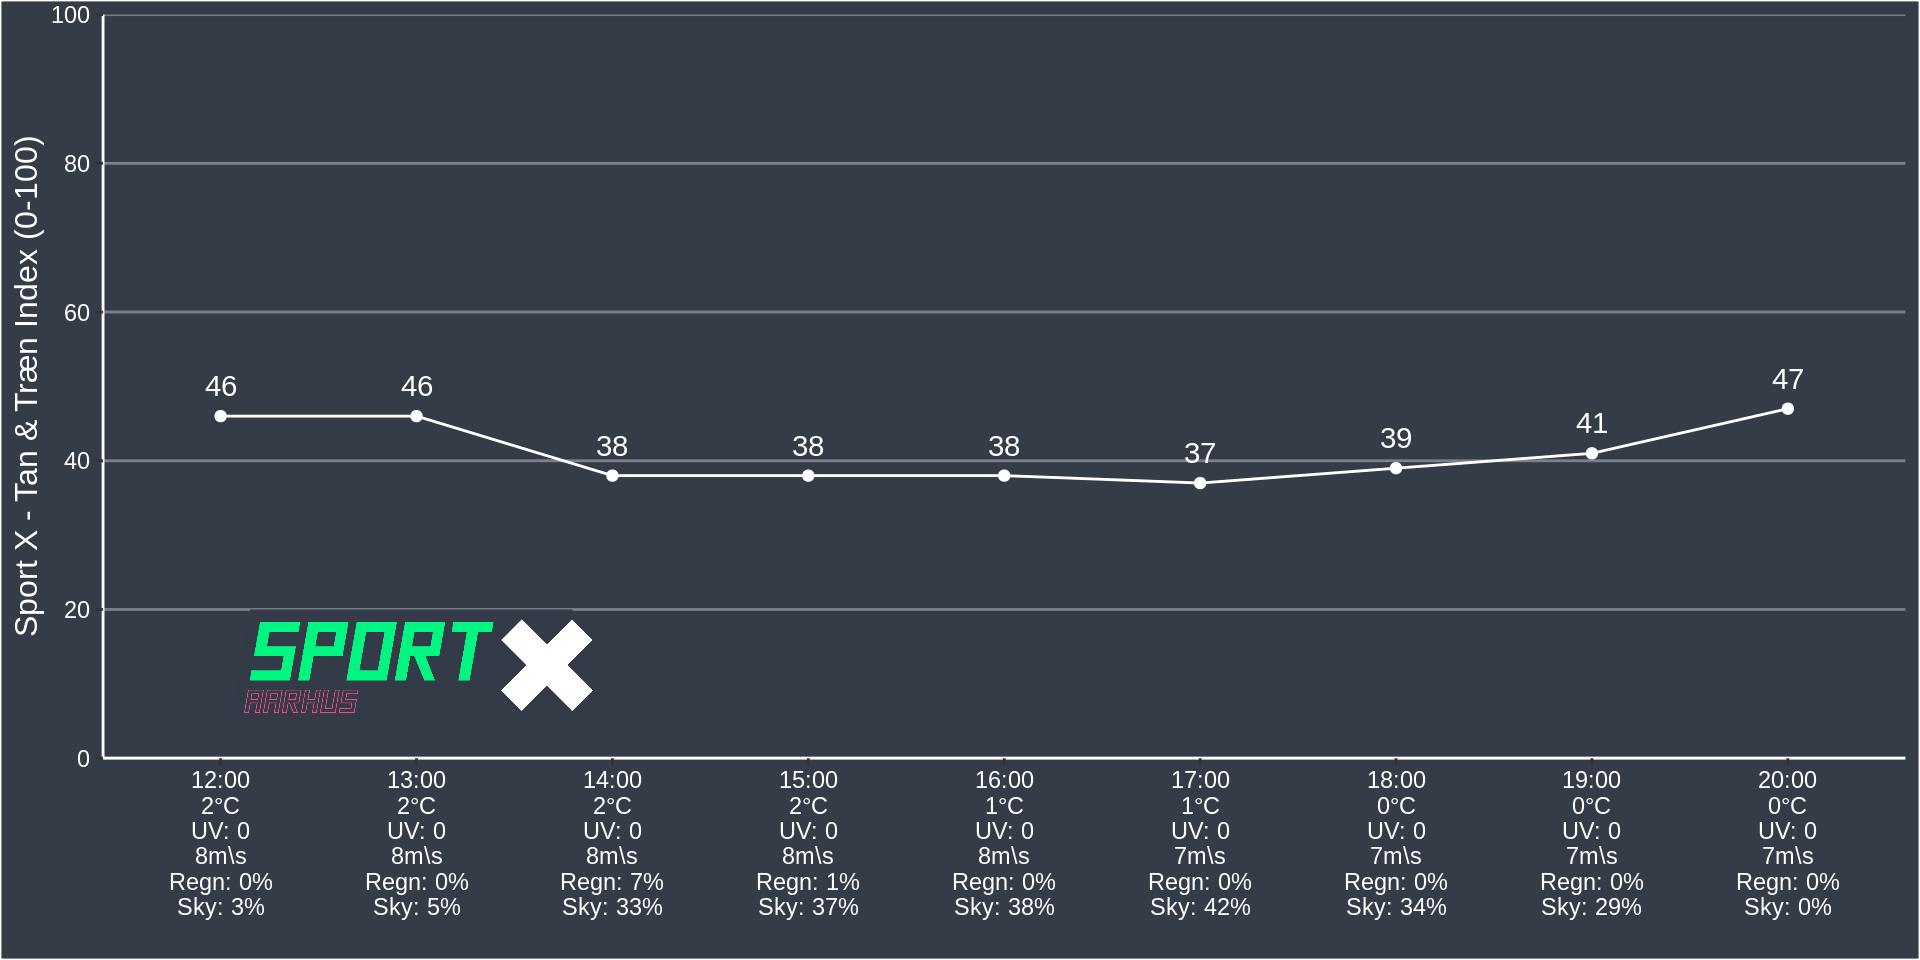 Sport X - Tan & Træn Index (0-100)
100
80
60
40
20
0
46
46
38
38
38
37
39
41
47
SPORT X
AARHUS
12:00 13:00 14:00 15:00 16:00 17:00 18:00 19:00 20:00
2°C 2°C 2°C 2°C 1°C 1°C 0°C 0°C 0°C
UV: 0 UV: 0 UV: 0 UV: 0 UV: 0 UV: 0 UV: 0 UV: 0 UV: 0
8m\s 8m\s 8m\s 8m\s 8m\s 7m\s 7m\s 7m\s 7m\s
Regn: 0% Regn: 0% Regn: 7% Regn: 1% Regn: 0% Regn: 0% Regn: 0% Regn: 0% Regn: 0%
Sky: 3% Sky: 5% Sky: 33% Sky: 37% Sky: 38% Sky: 42% Sky: 34% Sky: 29% Sky: 0%